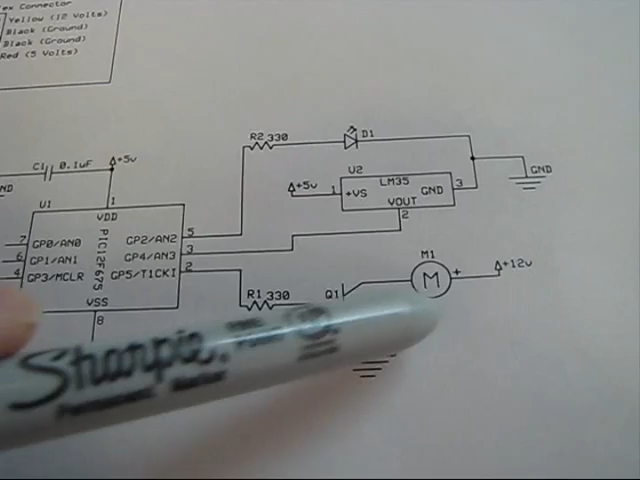 ex Connector
Yellow (12 Volts)
Black (Ground)
Black (Ground)
Red (5 Volts)
R2 330
D1
C1 0.1uF
+5v
U2
LM35
+5v
1
+VS
GND
3
GND
VOUT
2
ND
U1
1
VDD
PIC12F675
7
GP0/AN0
GP2/AN2
5
6
GP1/AN1
GP4/AN3
3
4
GP3/MCLR
GP5/T1CKI
2
VSS
8
R1 330
Q1
M1
M
+
+12v
Sharpie
Permanent Marker